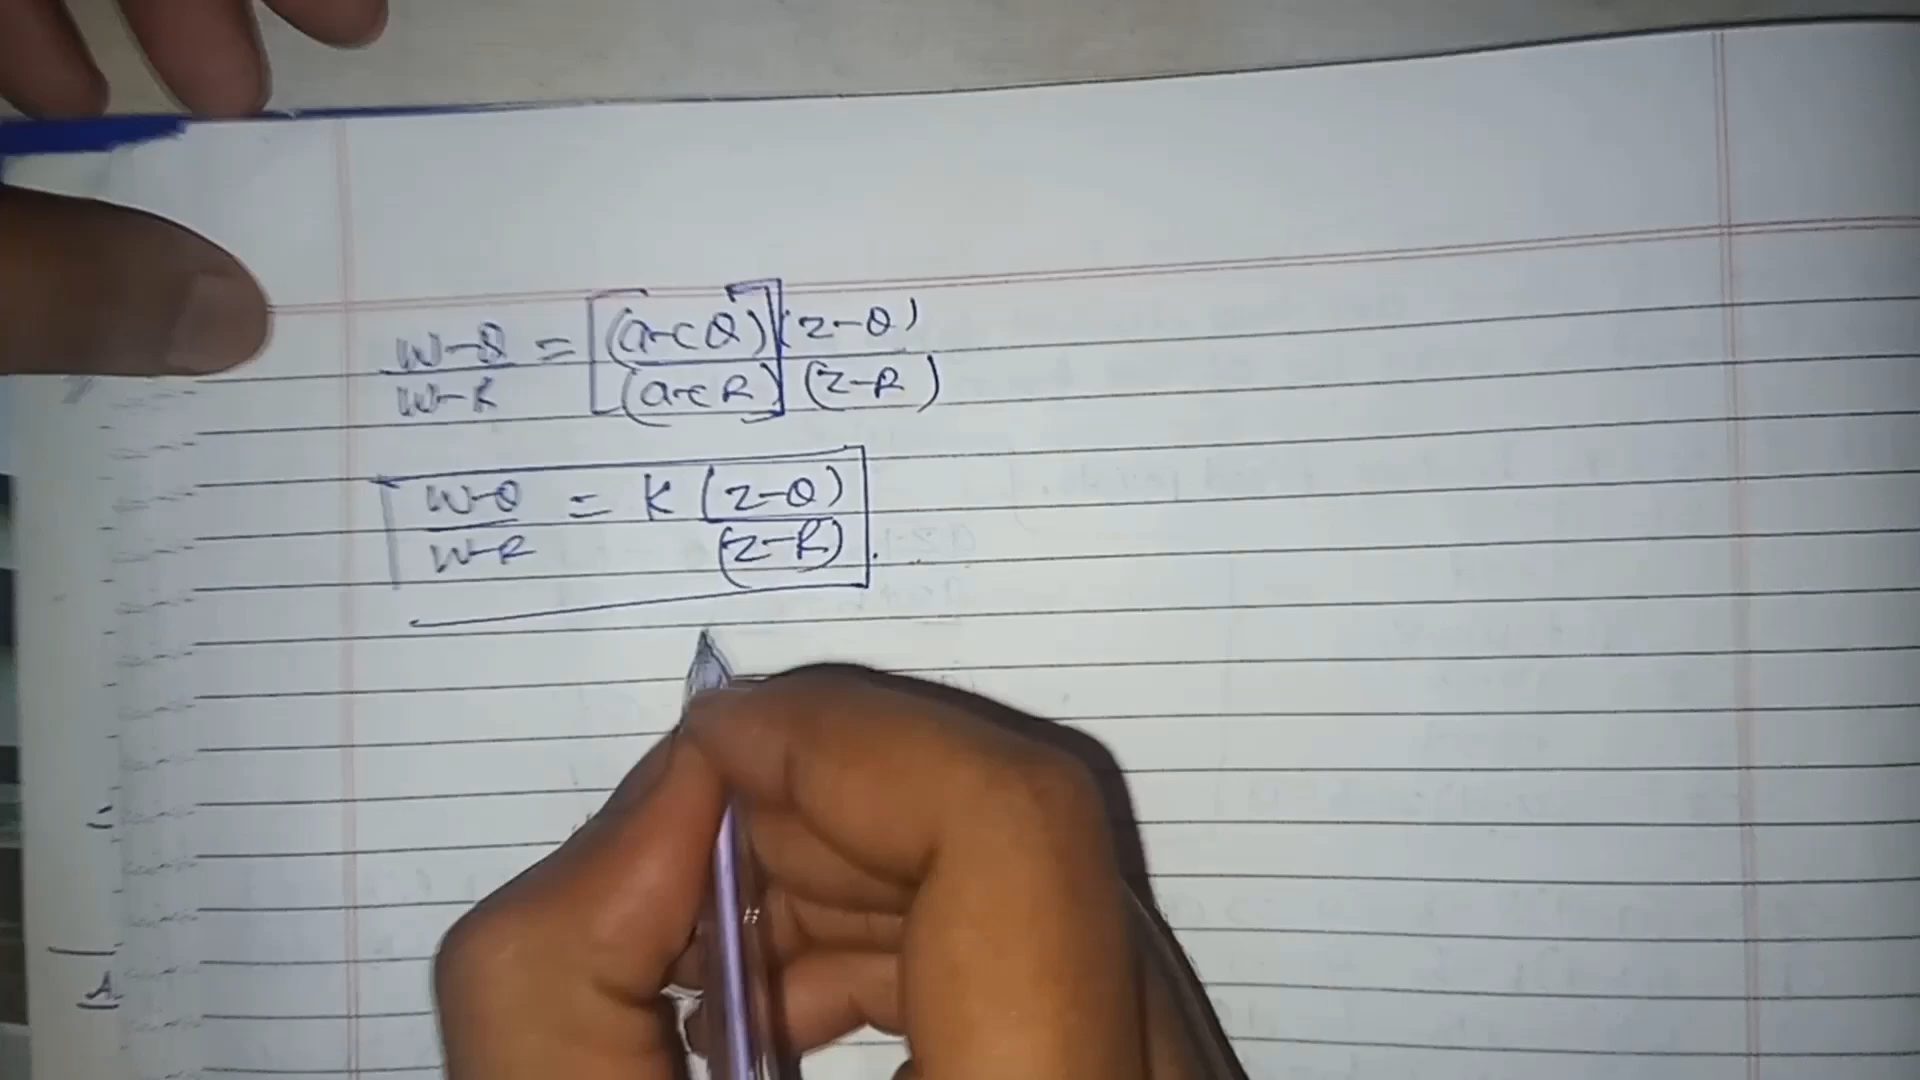 w-Q = (a-cQ) (z-Q)
w-R (a-cR) (z-R)
w-Q = K (z-Q)
w-R (z-R).
A